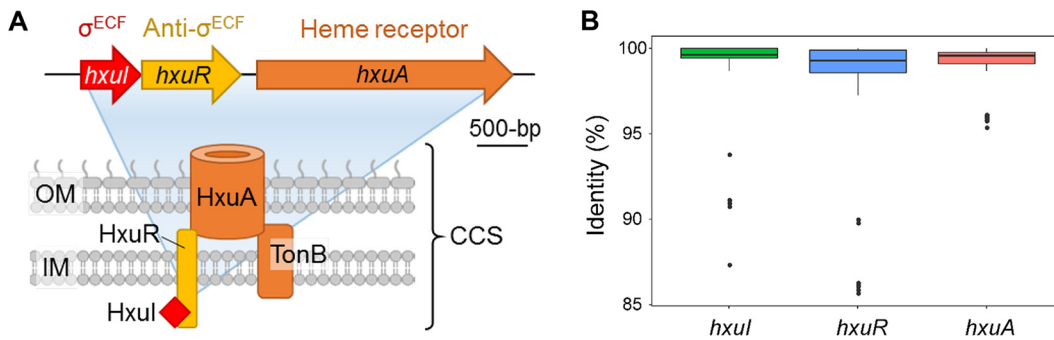 A
σECF Anti-σECF Heme receptor
hxuI hxuR hxuA
500-bp
OM HxuA
HxuR
CCS
IM TonB
HxuI
B
100
95
90
85
Identity (%)
hxuI hxuR hxuA